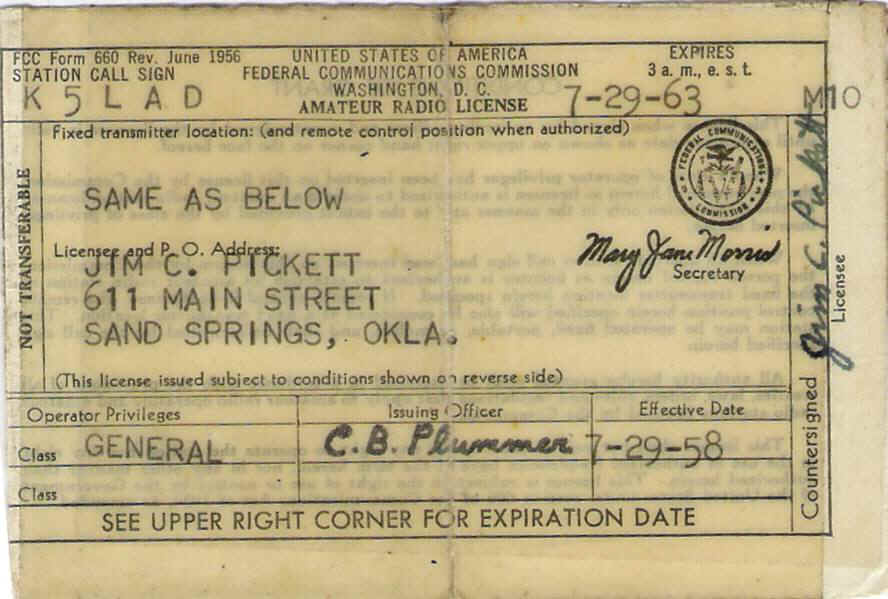 FCC Form 660 Rev. June 1956
STATION CALL SIGN
K5LAD
UNITED STATES OF AMERICA
FEDERAL COMMUNICATIONS COMMISSION
WASHINGTON, D. C.
AMATEUR RADIO LICENSE
EXPIRES
3 a. m., e. s. t.
7-29-63
M10
Fixed transmitter location: (and remote control position when authorized)
SAME AS BELOW
FEDERAL COMMUNICATIONS
COMMISSION
NOT TRANSFERABLE
Licensee and P. O. Address:
JIM C. PICKETT
611 MAIN STREET
SAND SPRINGS, OKLA.
Mary Jane Morris
Secretary
(This license issued subject to conditions shown on reverse side)
Operator Privileges
Issuing Officer
Effective Date
Class GENERAL
C. B. Plummer
7-29-58
Class
SEE UPPER RIGHT CORNER FOR EXPIRATION DATE
Countersigned
Jim C. Pickett
Licensee